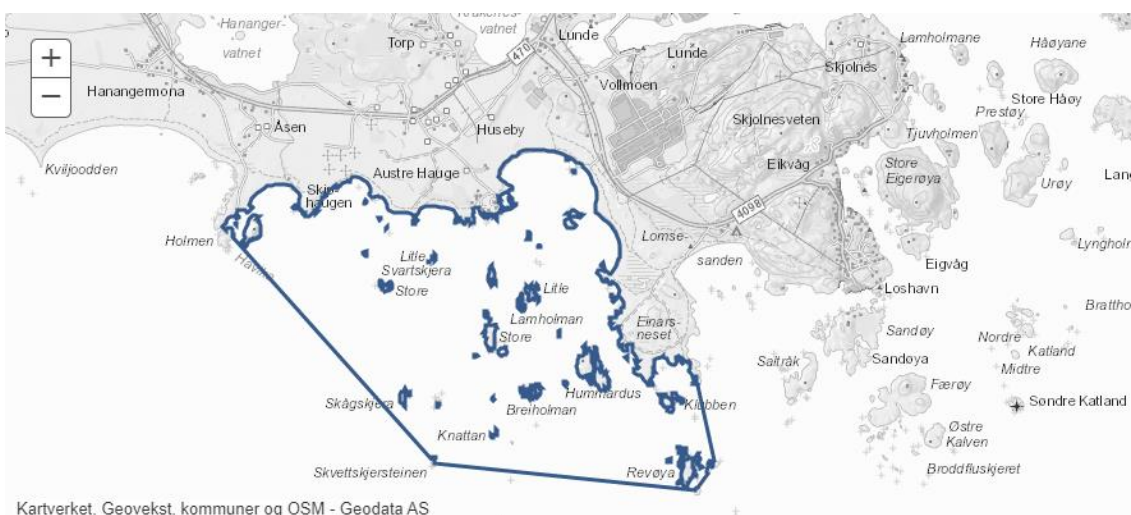 Hananger-
vatnet
Torp
470
Lunde
Lunde
Vollmoen
Skjolnes
Lamholmane
Håøyane
Store Håøy
Prestøy
+
−
Hanangermona
Åsen
Huseby
Skjolnesveten
Tjuvholmen
Kviljoodden
Austre Hauge
Eikvåg
Store
Eigerøya
Urøy
Lan
haugen
4098
Holmen
Litle
Svartskjera
Store
Lomse-
sanden
Eigvåg
Lyngholm
Litle
Lamholman
Loshavn
Brattho
Store
Einars-
neset
Sandøy
Sandøya
Nordre
Katland
Midtre
Saltråk
Hummardus
Færøy
Skågskjera
Breiholman
Klubben
Søndre Katland
Knattan
Østre
Kalven
Skvettskjersteinen
Revøya
Broddfluskjeret
Kartverket, Geovekst, kommuner og OSM - Geodata AS